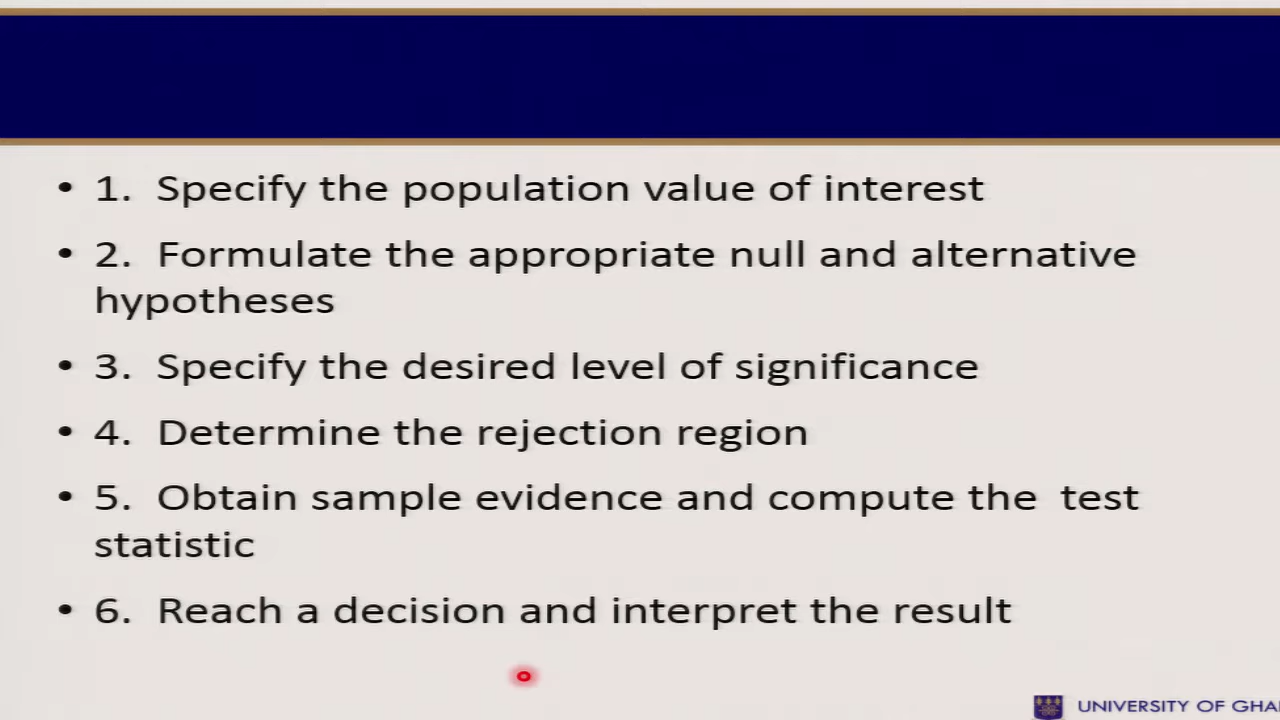 • 1. Specify the population value of interest
• 2. Formulate the appropriate null and alternative
hypotheses
• 3. Specify the desired level of significance
• 4. Determine the rejection region
• 5. Obtain sample evidence and compute the test
statistic
• 6. Reach a decision and interpret the result
UNIVERSITY OF GHA